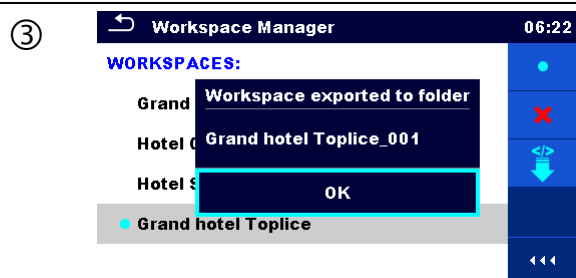 ③
Workspace Manager
06:22
WORKSPACES:
Grand
Workspace exported to folder
Hotel
Grand hotel Toplice_001
Hotel S
OK
Grand hotel Toplice